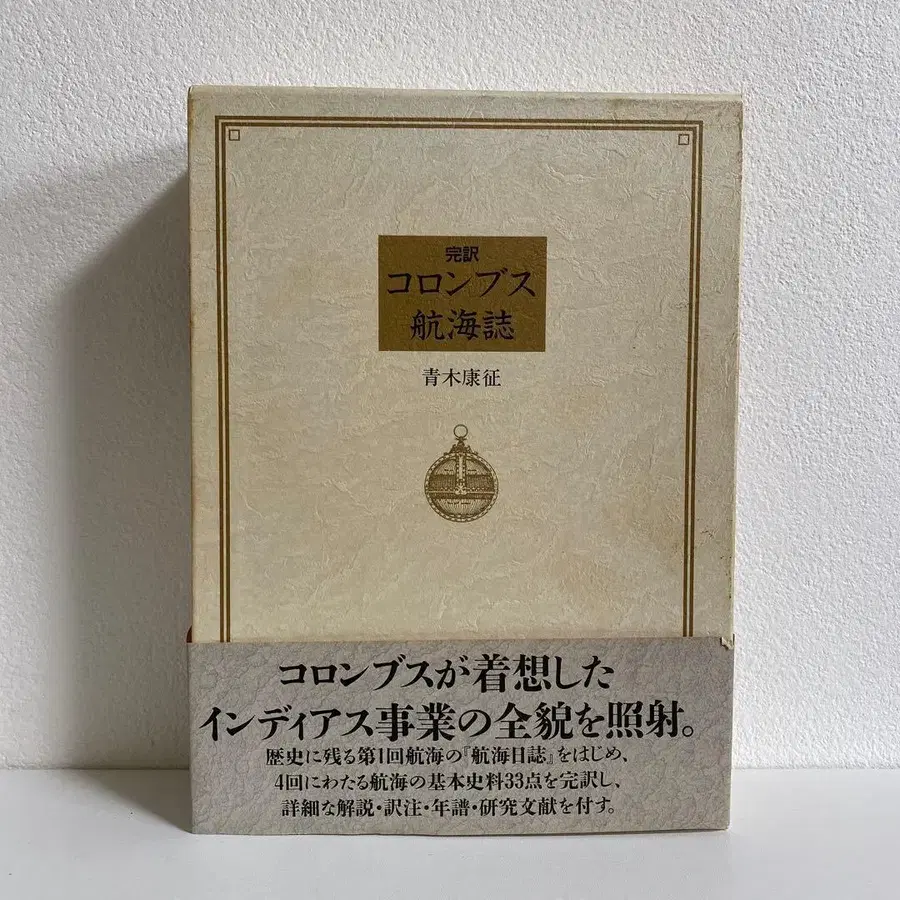 完訳
コロンブス
航海誌
青木康征
コロンブスが着想した
インディアス事業の全貌を照射。
歴史に残る第1回航海の『航海日誌』をはじめ、
4回にわたる航海の基本史料33点を完訳し、
詳細な解説・訳注・年譜・研究文献を付す。